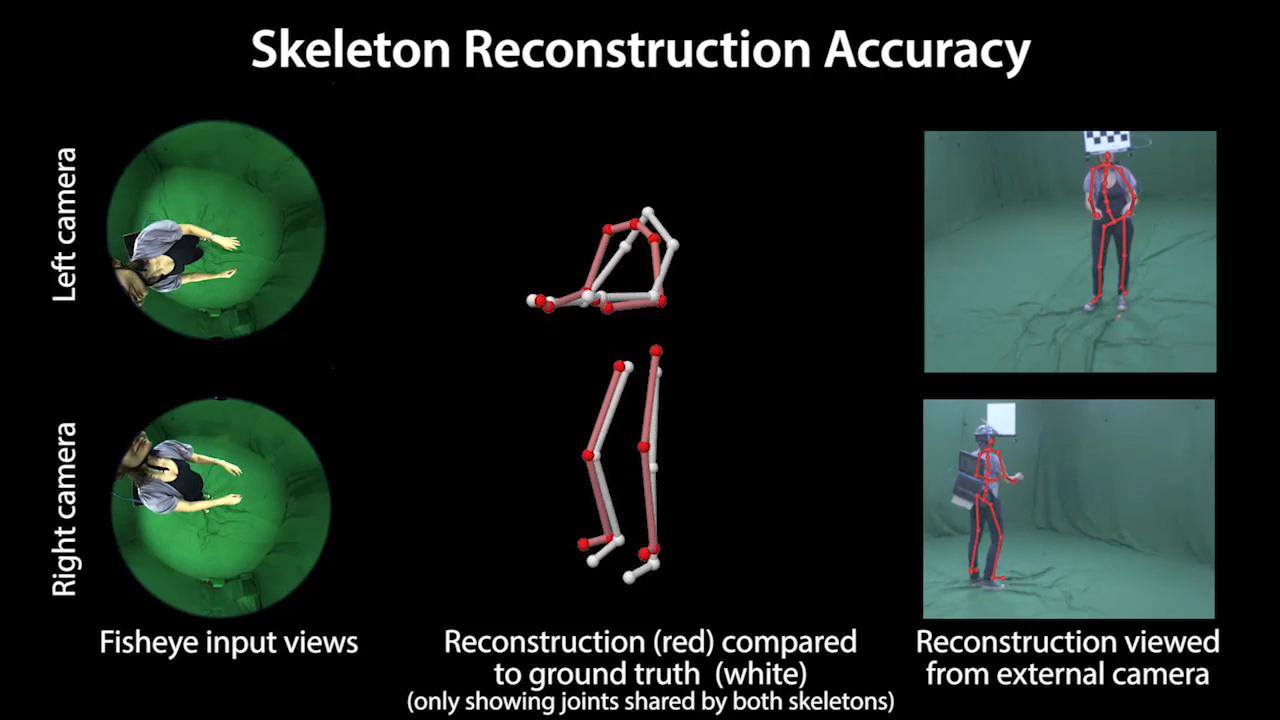 Skeleton Reconstruction Accuracy
Left camera
Right camera
Fisheye input views
Reconstruction (red) compared
to ground truth (white)
(only showing joints shared by both skeletons)
Reconstruction viewed
from external camera